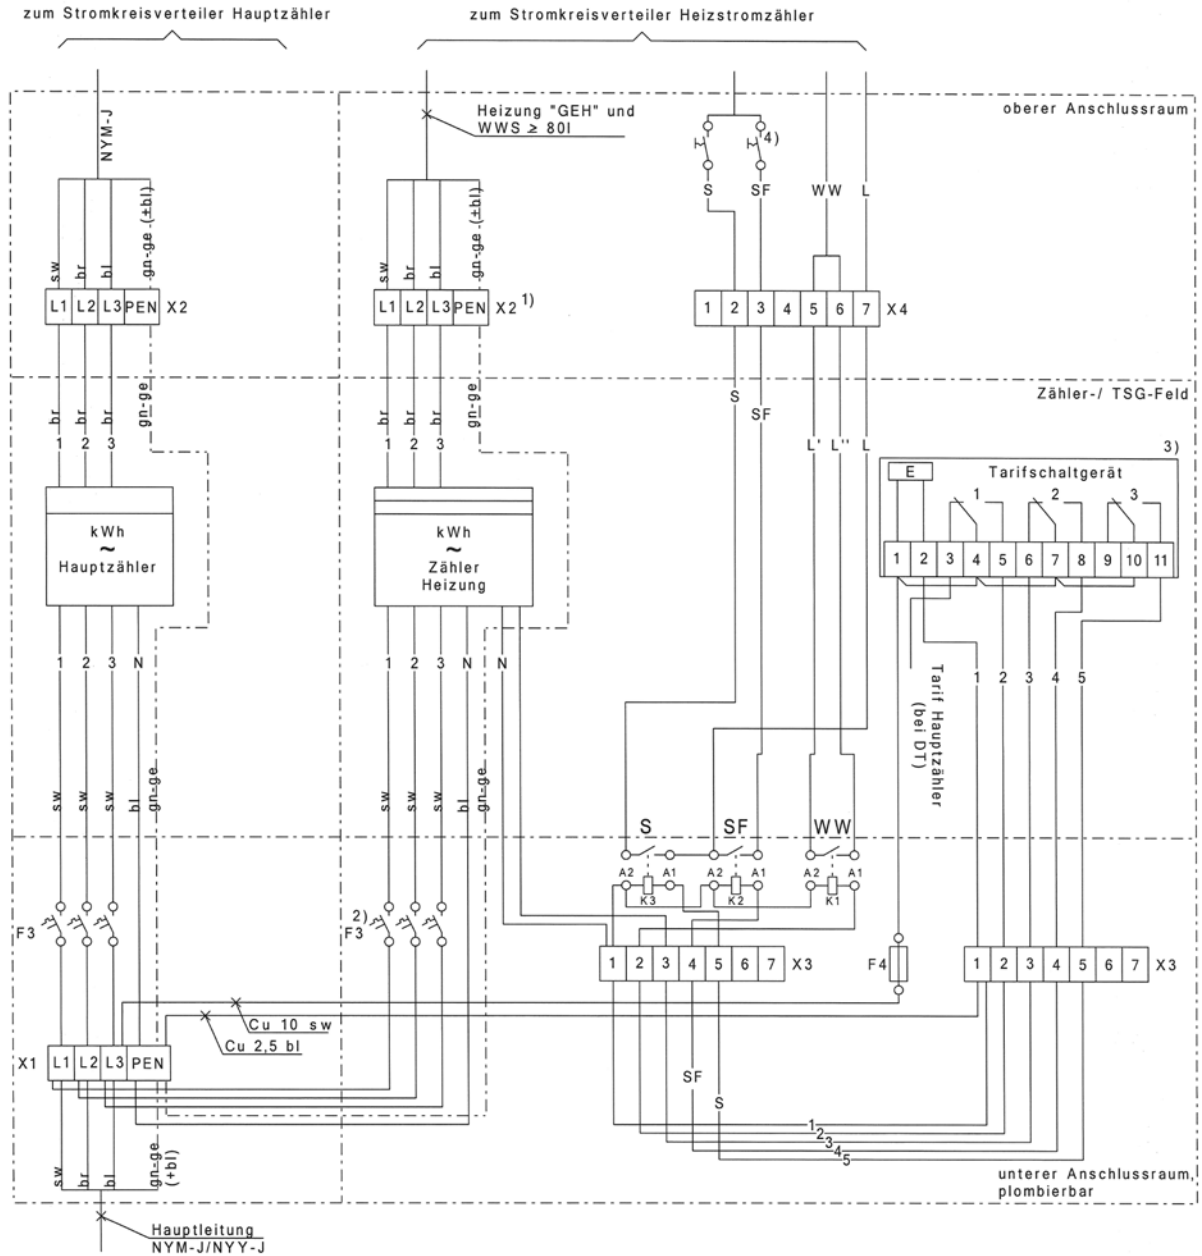 zum Stromkreisverteiler Hauptzähler
zum Stromkreisverteiler Heizstromzähler
Heizung "GEH" und
WWS ≥ 80l
oberer Anschlussraum
NYM-J
4)
S SF WW L
sw br bl gn-ge (+bl)
sw br bl gn-ge (+bl)
L1 L2 L3 PEN X2
L1 L2 L3 PEN X2 1)
1 2 3 4 5 6 7 X4
br br br gn-ge
br br br gn-ge
S
SF
Zähler-/ TSG-Feld
1 2 3
1 2 3
L' L'' L
3)
E
Tarifschaltgerät
1 2 3
kWh
~
Hauptzähler
kWh
~
Zähler
Heizung
1 2 3 4 5 6 7 8 9 10 11
1 2 3 N
1 2 3 N N
Tarif Hauptzähler
(bei DT)
1 2 3 4 5
sw sw sw bl gn-ge
sw sw sw bl gn-ge
S SF WW
A2 A1 A2 A1 A2 A1
K3 K2 K1
F3
2)
F3
1 2 3 4 5 6 7 X3
F4
1 2 3 4 5 6 7 X3
Cu 10 sw
Cu 2,5 bl
X1 L1 L2 L3 PEN
SF
S
1
2
3
4
5
sw br bl gn-ge
(+bl)
unterer Anschlussraum,
plombierbar
Hauptleitung
NYM-J/NYY-J